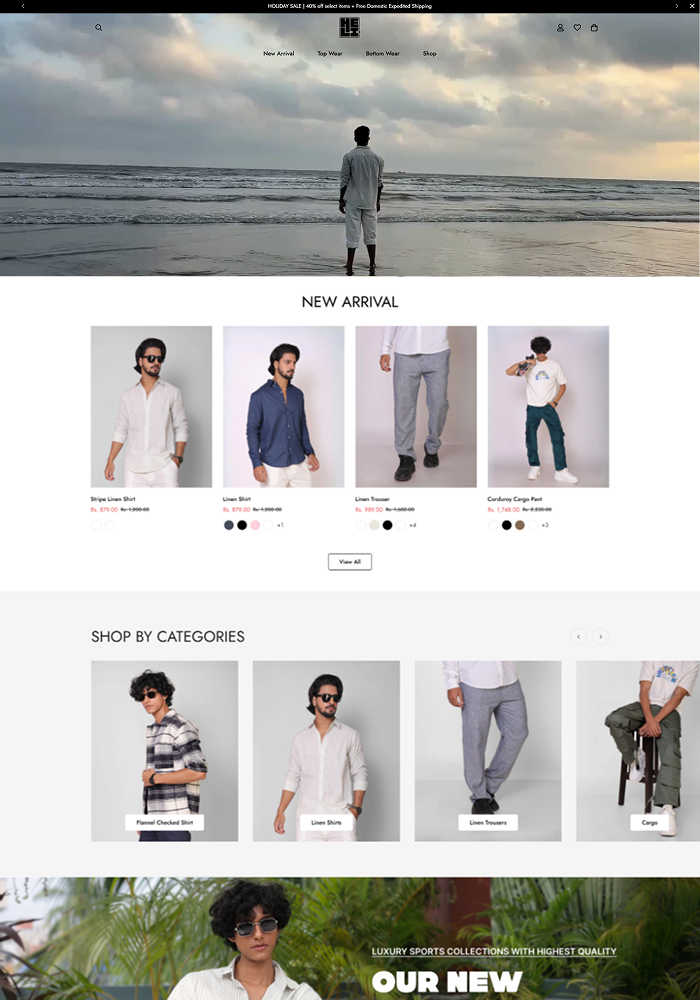 HOLIDAY SALE | 40% off select items + Free Domestic Expedited Shipping
New Arrival Top Wear Bottom Wear Shop
NEW ARRIVAL
Stripe Linen Shirt
Rs. 879.00 Rs. 1,200.00
Linen Shirt
Rs. 879.00 Rs. 1,200.00
+1
Linen Trouser
Rs. 989.00 Rs. 1,600.00
+4
Corduroy Cargo Pant
Rs. 1,748.00 Rs. 2,250.00
+3
View All
SHOP BY CATEGORIES
Flannel Checked Shirt
Linen Shirts
Linen Trousers
Cargo
LUXURY SPORTS COLLECTIONS WITH HIGHEST QUALITY
OUR NEW